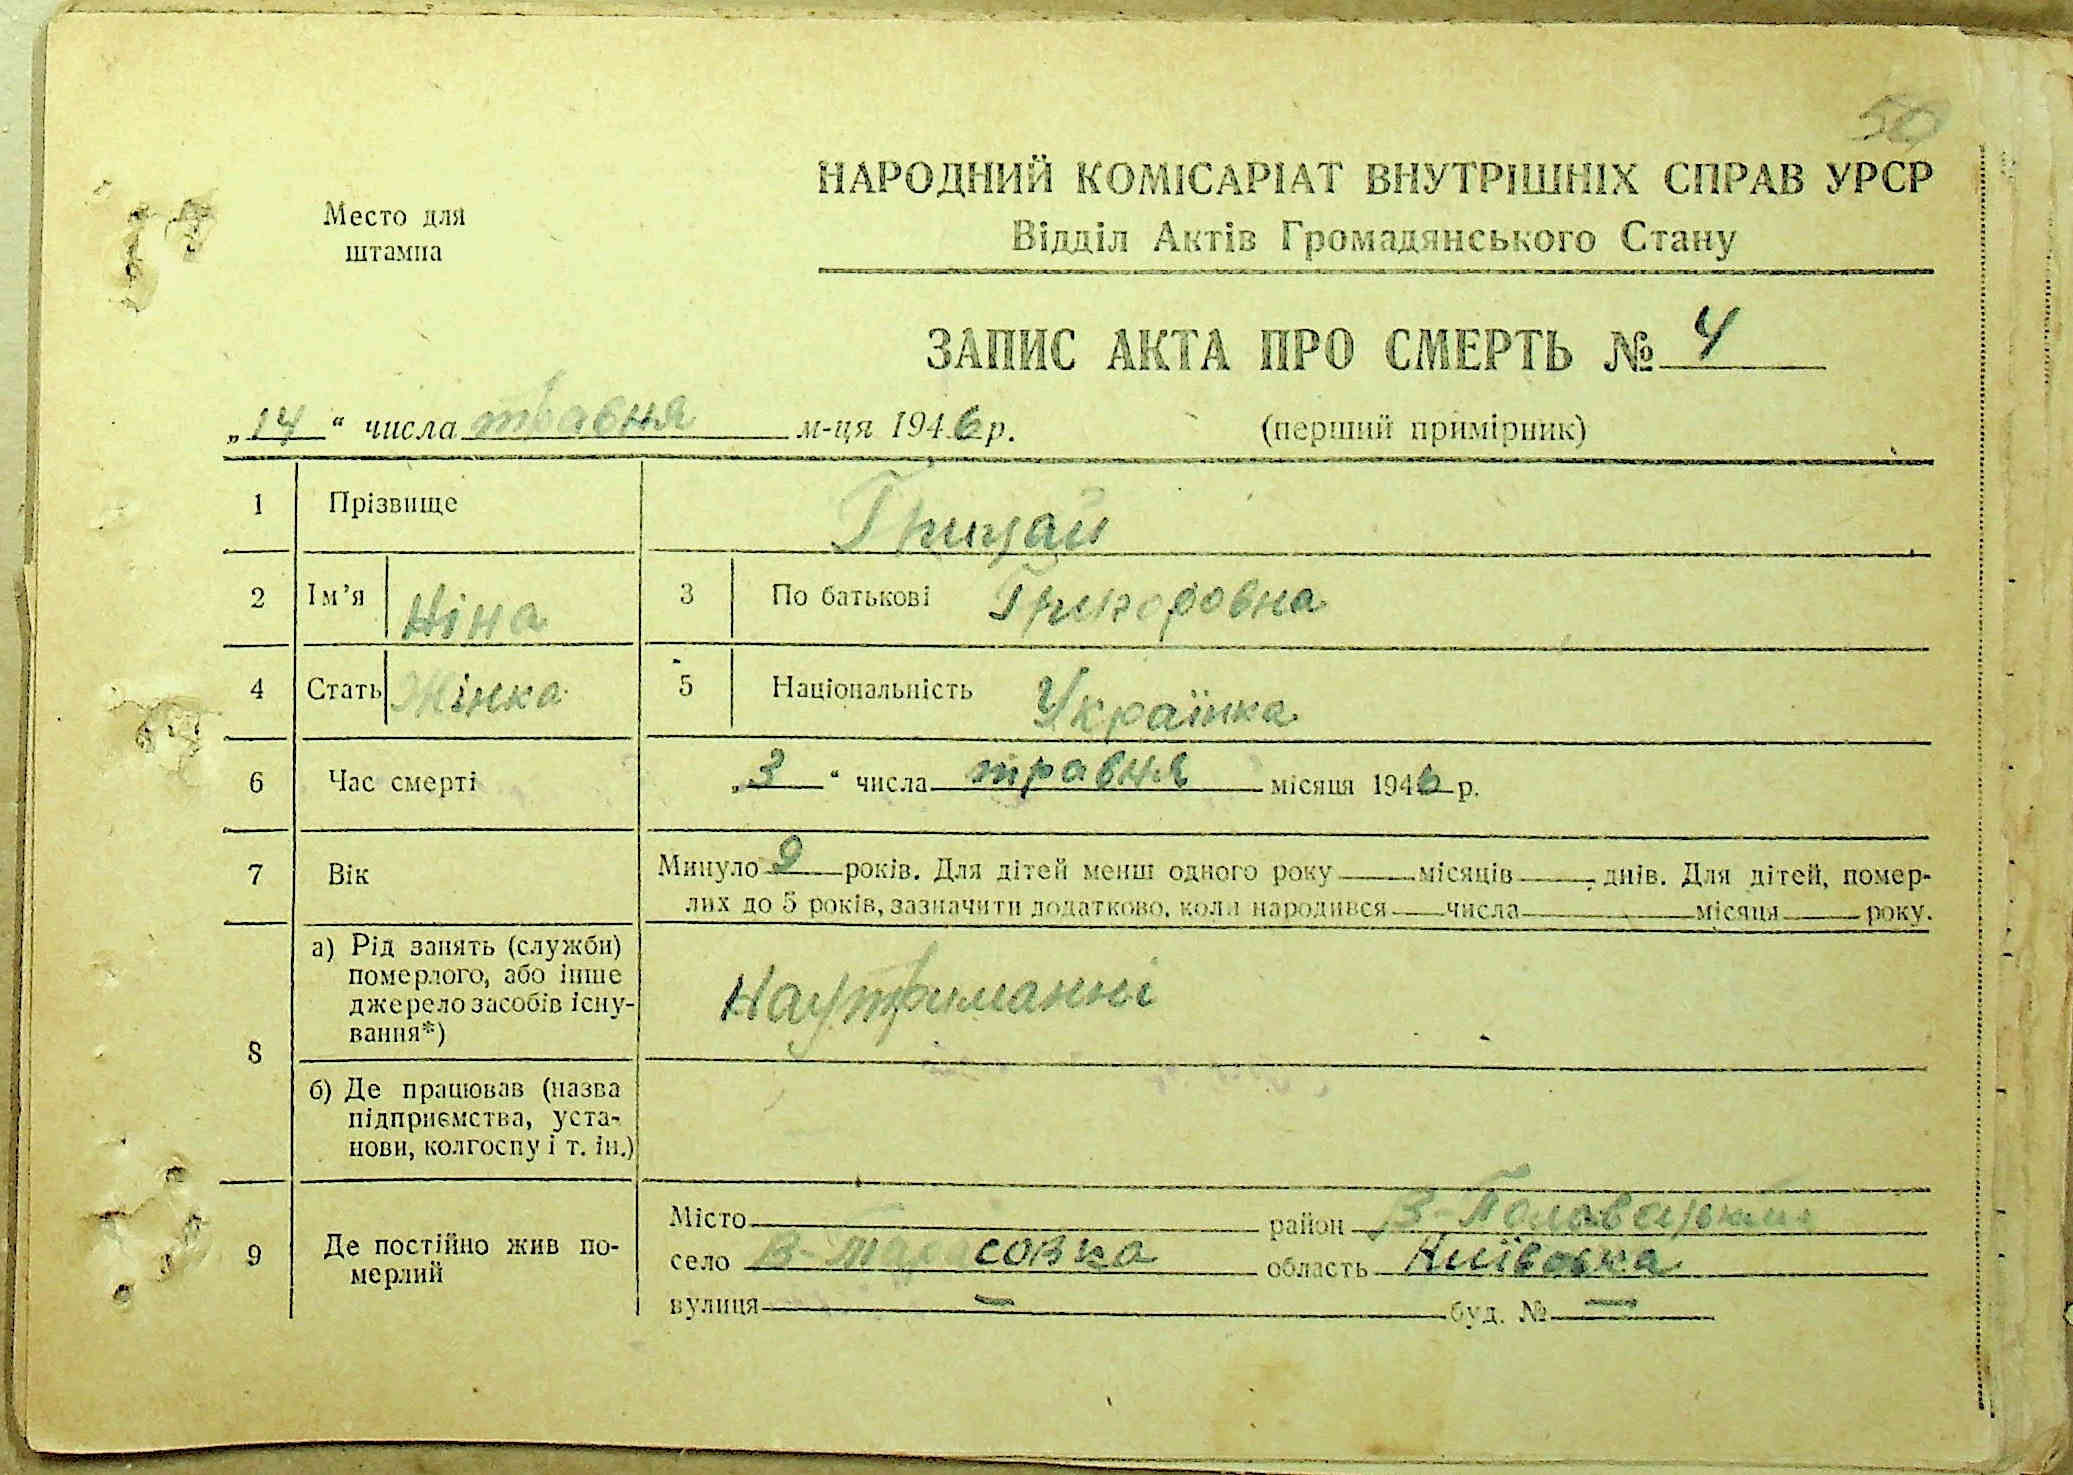 50
НАРОДНИЙ КОМІСАРІАТ ВНУТРІШНІХ СПРАВ УРСР
Место для
штампа
Відділ Актів Громадянського Стану
ЗАПИС АКТА ПРО СМЕРТЬ № 4
„14“ числа травня м-ця 1946 р. (перший примірник)
1 Прізвище Грицай
2 Ім'я Ніна 3 По батькові Григоровна
4 Стать Жінка 5 Національність Українка
6 Час смерті „3“ числа травня місяця 1946 р.
7 Вік Минуло 9 років. Для дітей менш одного року місяців днів. Для дітей, помер-
лих до 5 років, зазначити додатково, коли народився числа місяця року.
8 а) Рід занять (служби)
померлого, або інше
джерело засобів існу-
вання*)
Наутриманні
б) Де працював (назва
підприємства, уста-
нови, колгоспу і т. ін.)
9 Де постійно жив по-
мерлий
Місто район В-Половецький
село В- совка область Київська
вулиця — буд. № —